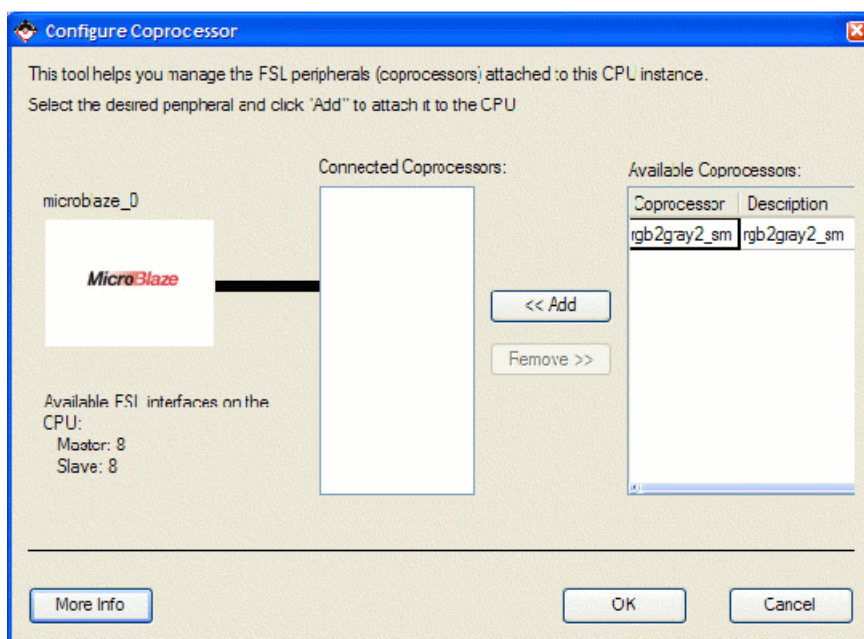 Configure Coprocessor
This tool helps you manage the FSL peripherals (coprocessors) attached to this CPU instance.
Select the desired peripheral and click "Add" to attach it to the CPU
Connected Coprocessors:
Available Coprocessors:
microblaze_0
Coprocessor Description
rgb2gray2_sm rgb2gray2_sm
MicroBlaze
<< Add
Remove >>
Available FSL interfaces on the
CPU:
Master: 8
Slave: 8
More Info
OK
Cancel